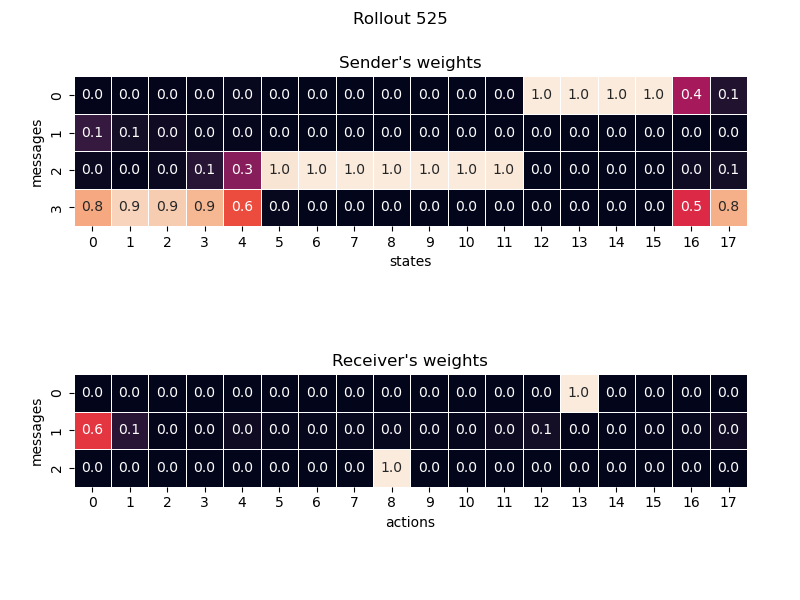 Rollout 525
Sender's weights
messages
0 0.0 0.0 0.0 0.0 0.0 0.0 0.0 0.0 0.0 0.0 0.0 0.0 1.0 1.0 1.0 1.0 0.4 0.1
1 0.1 0.1 0.0 0.0 0.0 0.0 0.0 0.0 0.0 0.0 0.0 0.0 0.0 0.0 0.0 0.0 0.0 0.0
2 0.0 0.0 0.0 0.1 0.3 1.0 1.0 1.0 1.0 1.0 1.0 1.0 0.0 0.0 0.0 0.0 0.0 0.1
3 0.8 0.9 0.9 0.9 0.6 0.0 0.0 0.0 0.0 0.0 0.0 0.0 0.0 0.0 0.0 0.0 0.5 0.8
0 1 2 3 4 5 6 7 8 9 10 11 12 13 14 15 16 17
states
Receiver's weights
messages
0 0.0 0.0 0.0 0.0 0.0 0.0 0.0 0.0 0.0 0.0 0.0 0.0 0.0 1.0 0.0 0.0 0.0 0.0
1 0.6 0.1 0.0 0.0 0.0 0.0 0.0 0.0 0.0 0.0 0.0 0.0 0.1 0.0 0.0 0.0 0.0 0.0
2 0.0 0.0 0.0 0.0 0.0 0.0 0.0 0.0 1.0 0.0 0.0 0.0 0.0 0.0 0.0 0.0 0.0 0.0
0 1 2 3 4 5 6 7 8 9 10 11 12 13 14 15 16 17
actions